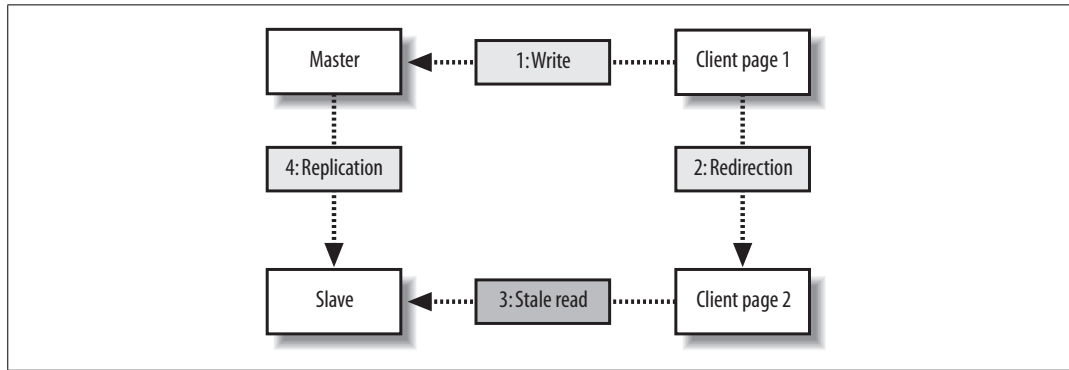 Master
1: Write
Client page 1
4: Replication
2: Redirection
Slave
3: Stale read
Client page 2